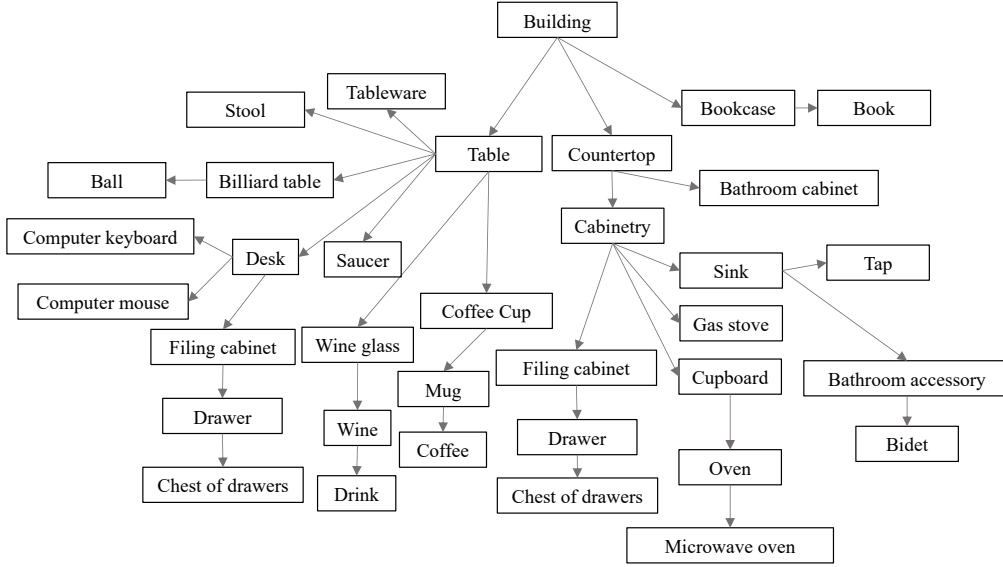 Building
Tableware
Stool
Bookcase
Book
Table
Countertop
Ball
Billiard table
Bathroom cabinet
Computer keyboard
Cabinetry
Desk
Saucer
Sink
Tap
Computer mouse
Coffee Cup
Gas stove
Filing cabinet
Wine glass
Filing cabinet
Cupboard
Bathroom accessory
Mug
Drawer
Wine
Coffee
Drawer
Bidet
Oven
Chest of drawers
Drink
Chest of drawers
Microwave oven